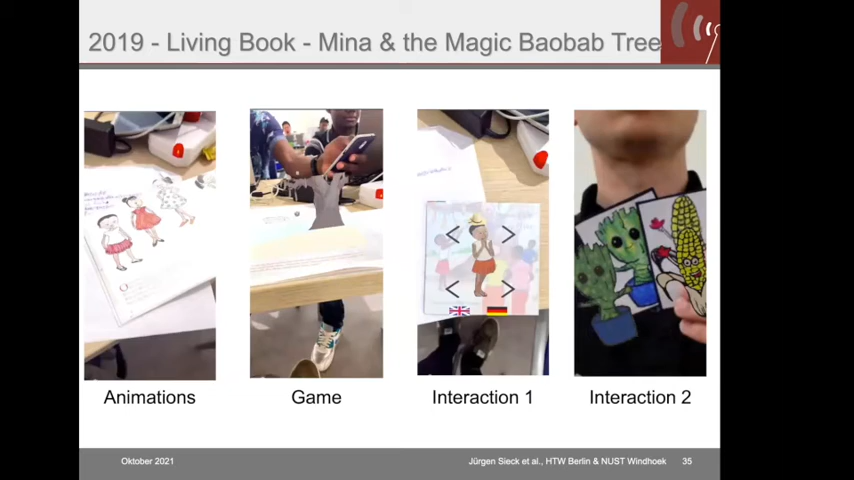 2019 - Living Book - Mina & the Magic Baobab Tree
Animations
Game
Interaction 1
Interaction 2
Oktober 2021
Jürgen Sieck et al., HTW Berlin & NUST Windhoek
35